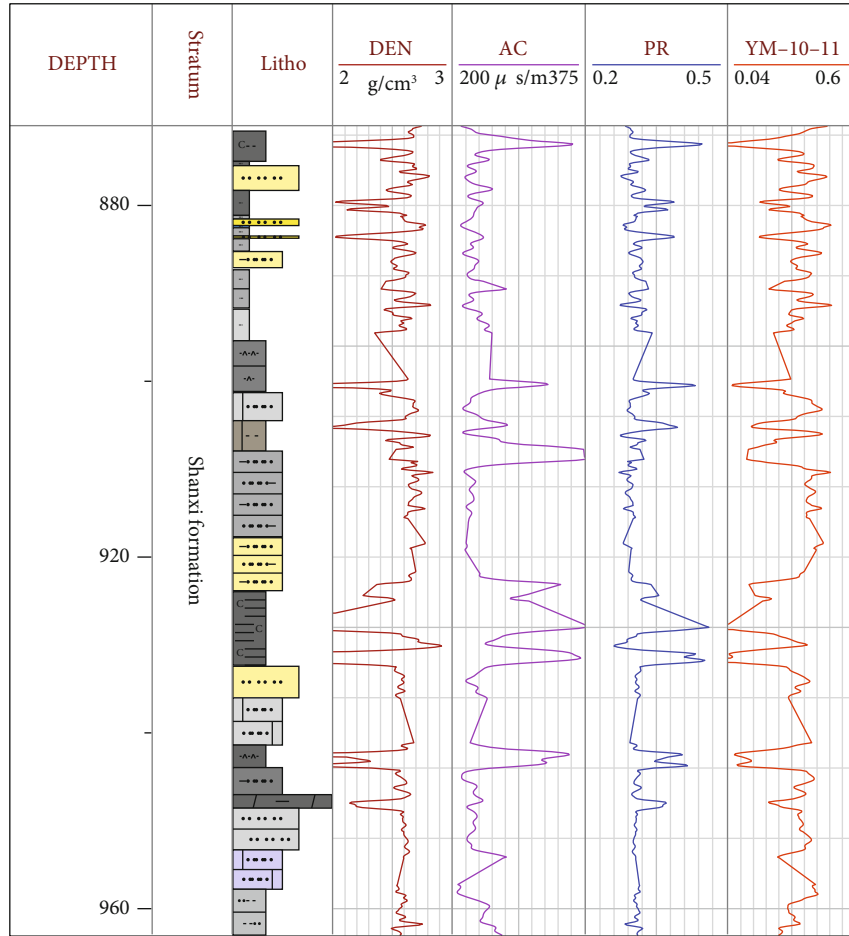 DEPTH
Stratum
Litho
DEN
2 g/cm³ 3
AC
200 μ s/m375
PR
0.2 0.5
YM–10–11
0.04 0.6
C
880
Shanxi formation
920
C
C
C
960